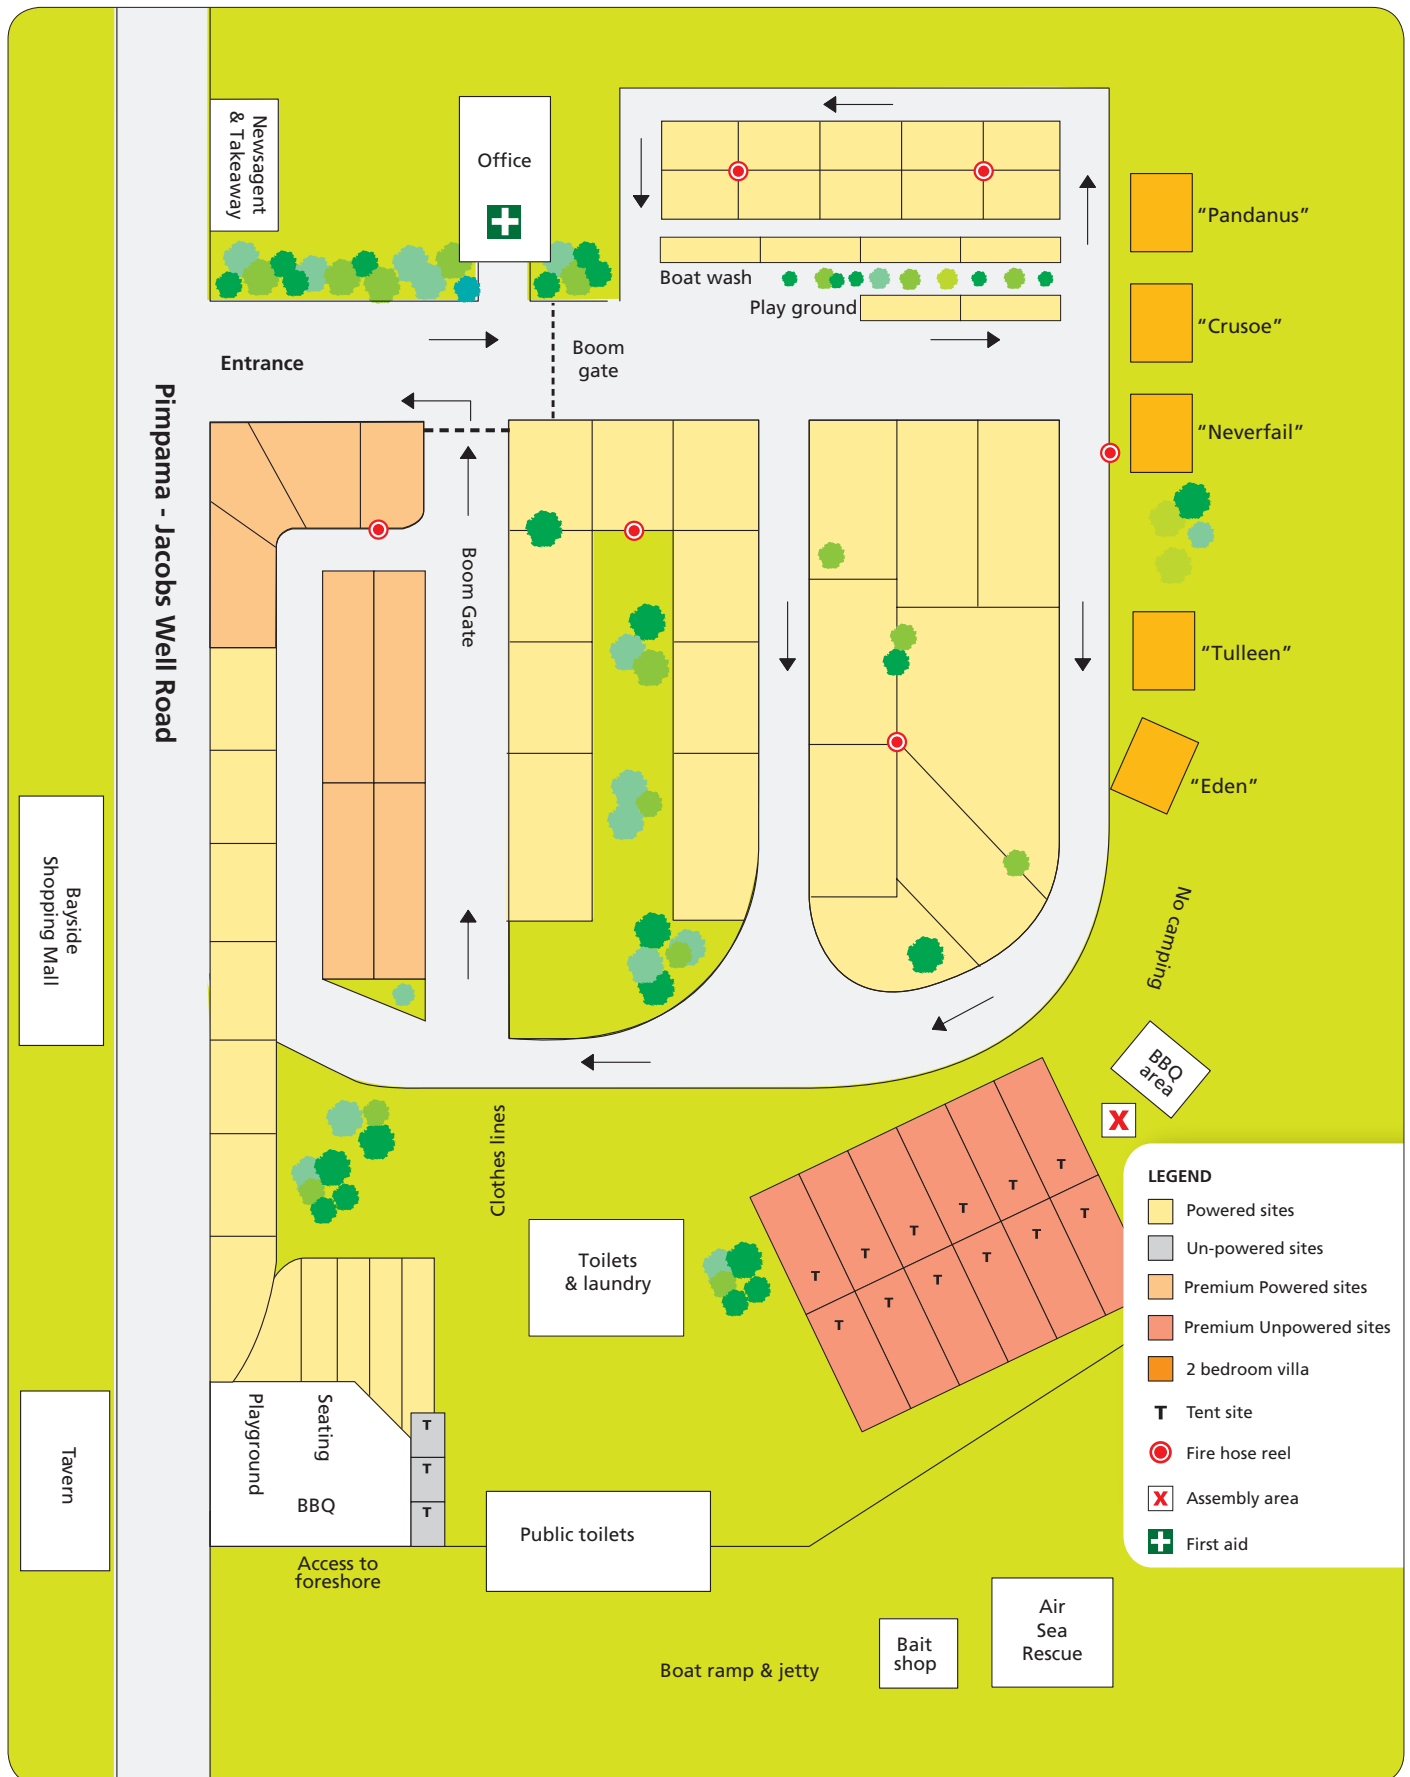 Newsagent
& Takeaway
Office
"Pandanus"
Boat wash
Play ground
"Crusoe"
Entrance
Boom
gate
"Neverfail"
Pimpama - Jacobs Well Road
Boom Gate
"Tulleen"
"Eden"
Bayside
Shopping Mall
No camping
BBQ
area
X
Clothes lines
Toilets
& laundry
T
T
T
T
T
T
T
T
T
T
T
T
LEGEND
Powered sites
Un-powered sites
Premium Powered sites
Premium Unpowered sites
2 bedroom villa
T Tent site
Fire hose reel
X Assembly area
First aid
Playground
Seating
BBQ
T
T
T
Tavern
Public toilets
Access to
foreshore
Air
Sea
Rescue
Bait
shop
Boat ramp & jetty